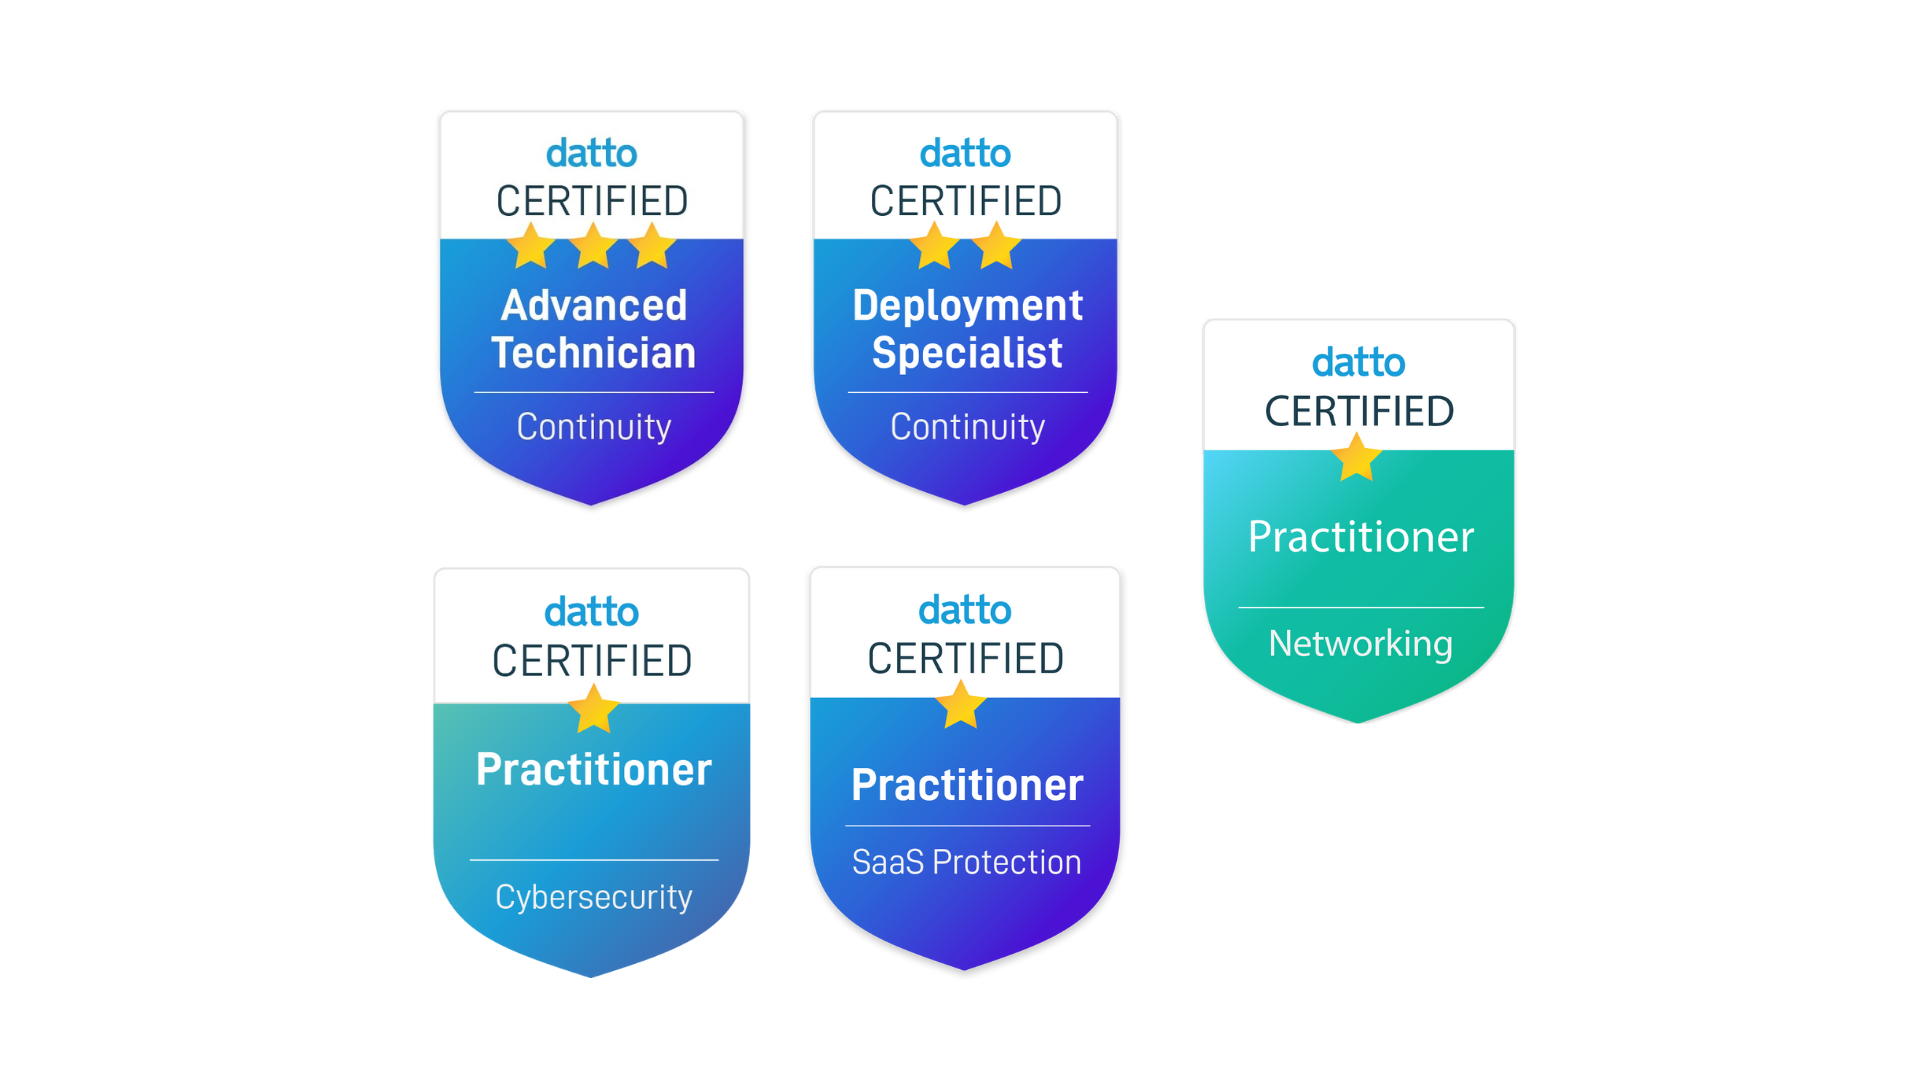 datto
CERTIFIED
Advanced
Technician
Continuity
datto
CERTIFIED
Deployment
Specialist
Continuity
datto
CERTIFIED
Practitioner
Networking
datto
CERTIFIED
Practitioner
Cybersecurity
datto
CERTIFIED
Practitioner
SaaS Protection